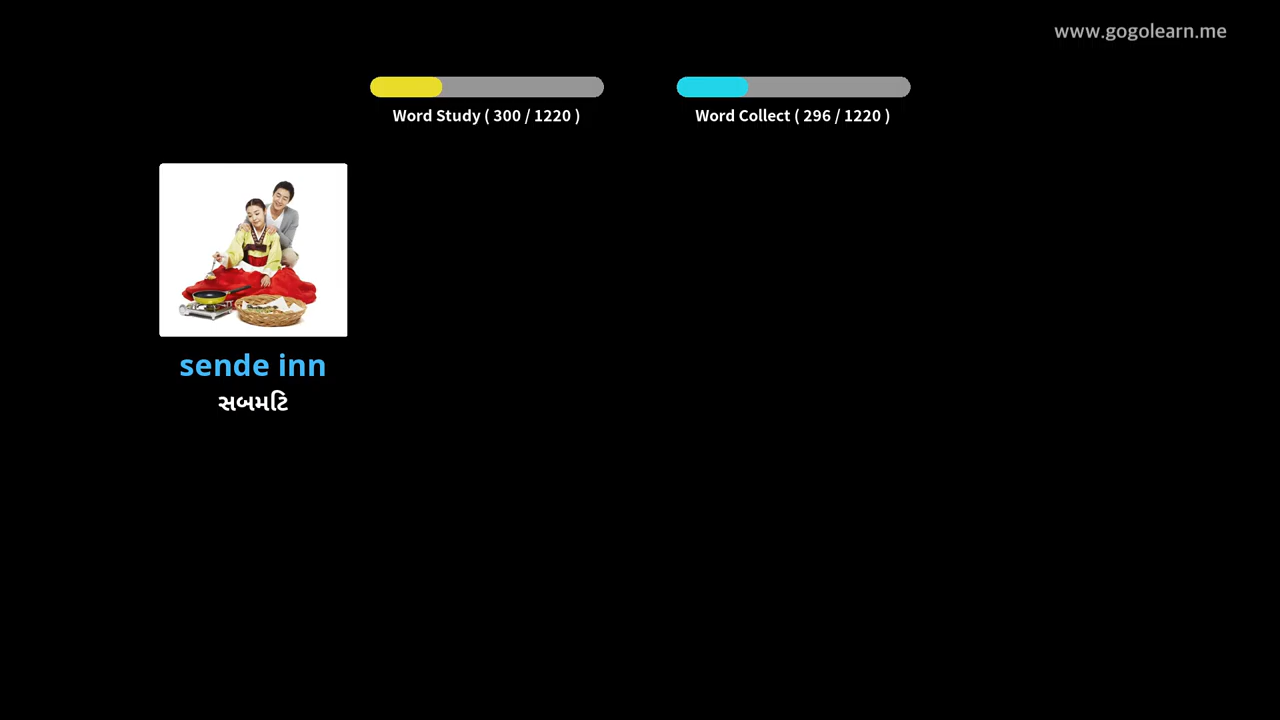 www.gogolearn.me
Word Study ( 300 / 1220 )
Word Collect ( 296 / 1220 )
sende inn
સબમટિ